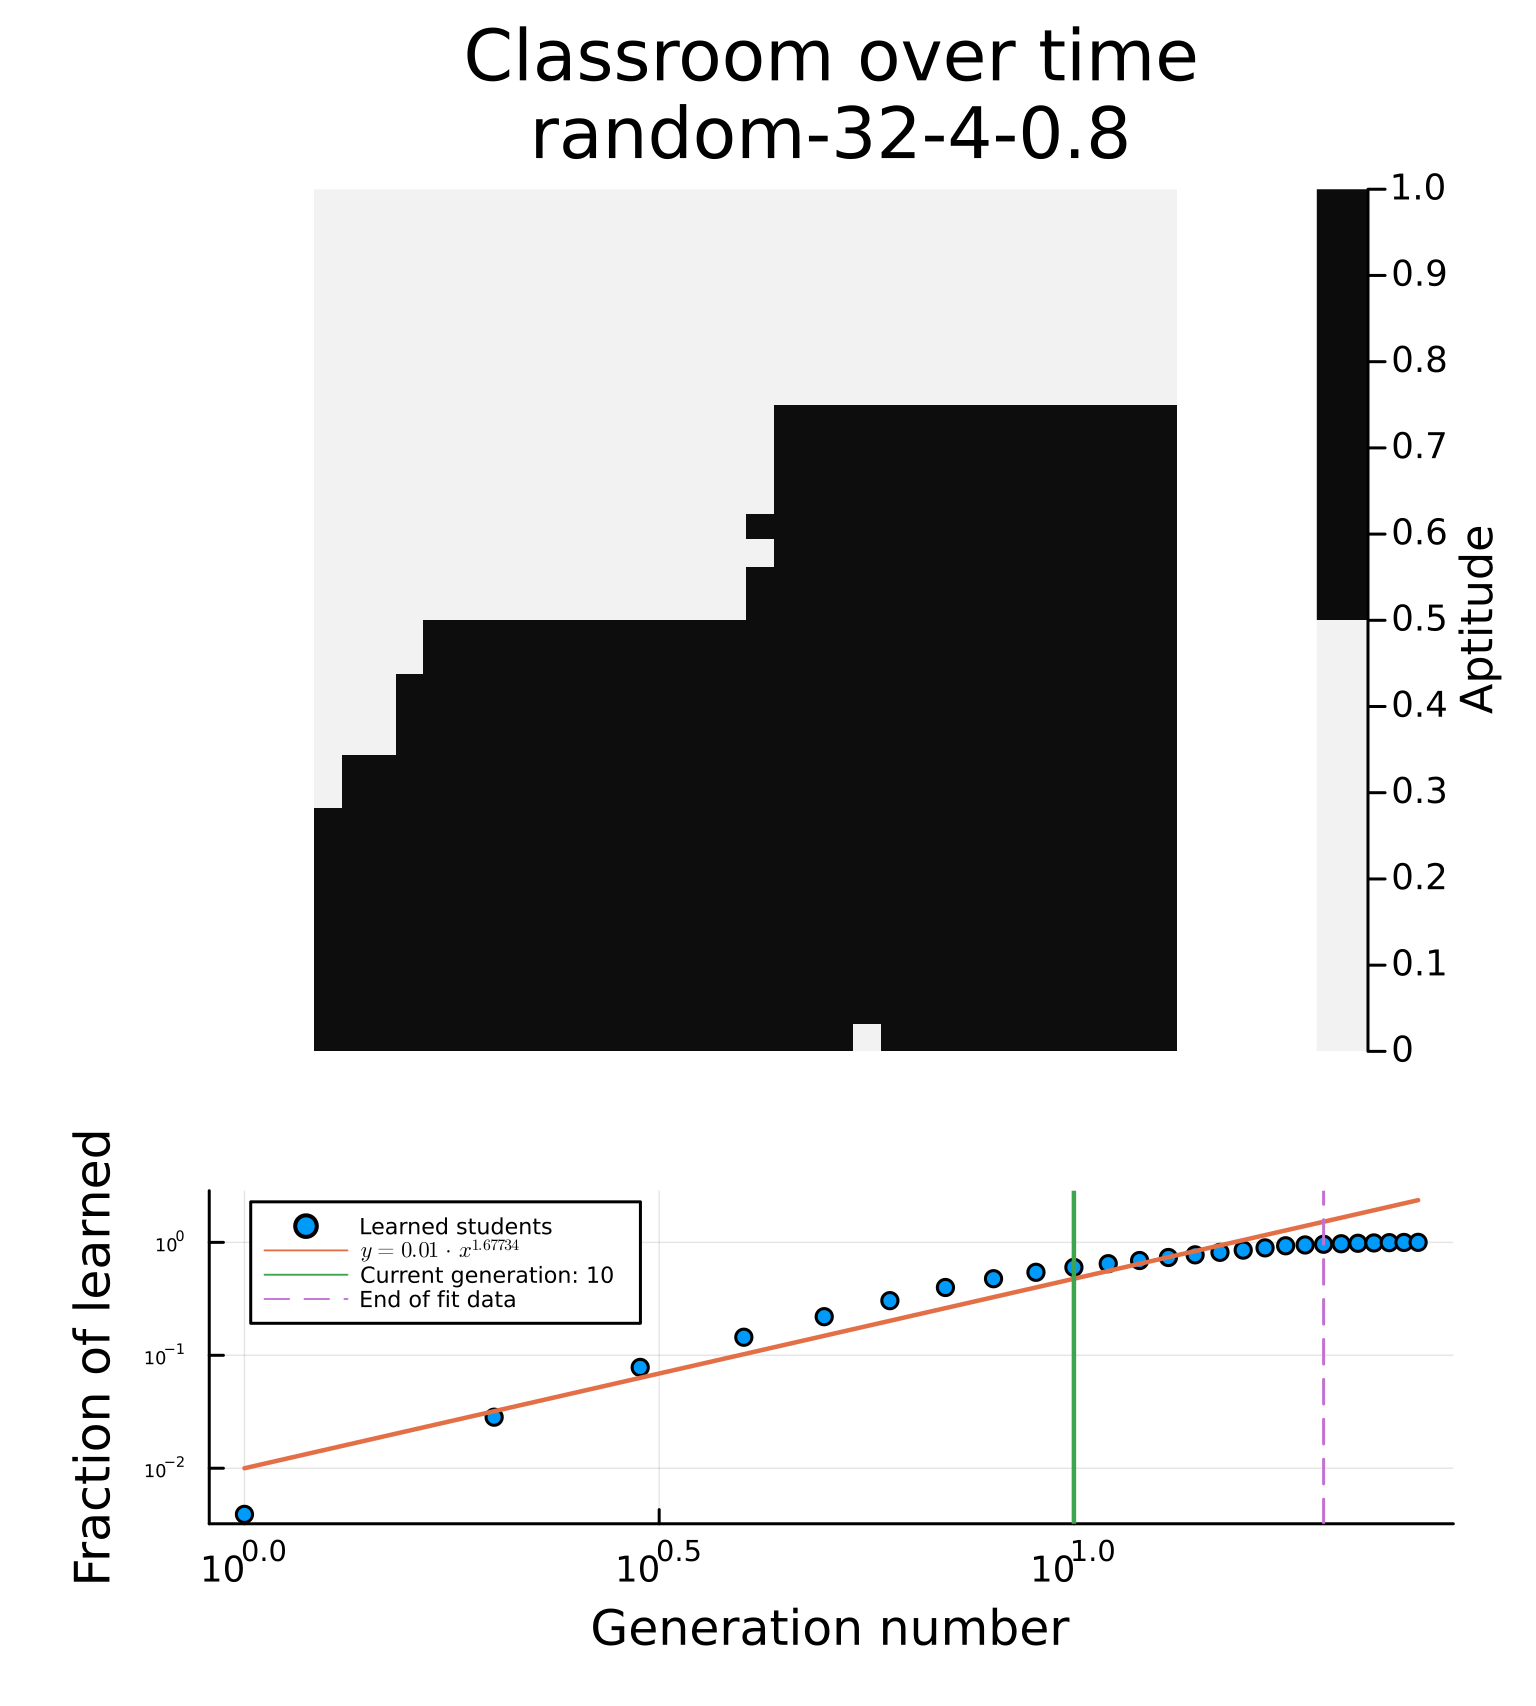 Classroom over time
random-32-4-0.8
1.0
0.9
0.8
0.7
0.6
0.5
0.4
0.3
0.2
0.1
0
Aptitude
Fraction of learned
10^0
10^-1
10^-2
Learned students
y = 0.01 · x^1.67734
Current generation: 10
End of fit data
10^0.0 10^0.5 10^1.0
Generation number